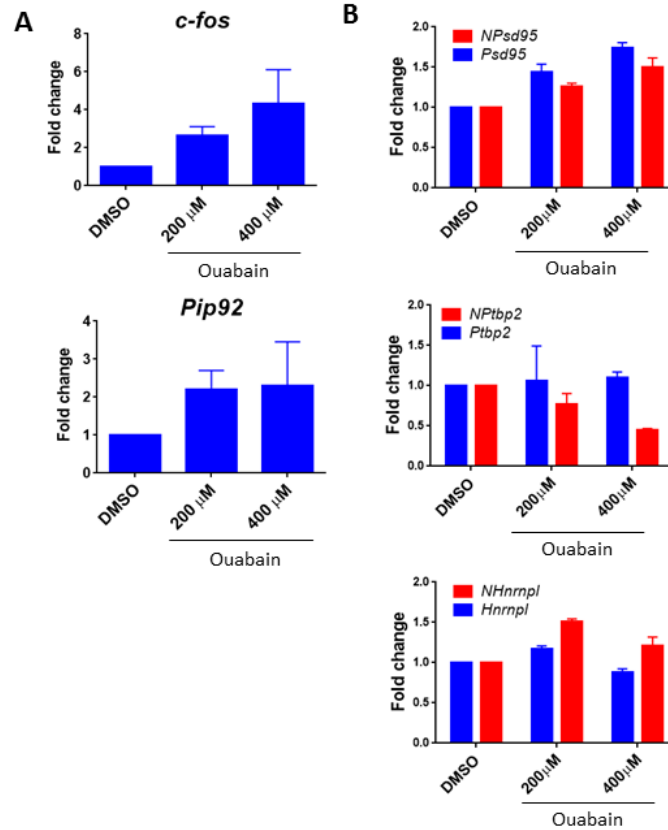 A
c-fos
Fold change
8
6
4
2
0
DMSO
200 μM
400 μM
Ouabain
Pip92
Fold change
4
3
2
1
0
DMSO
200 μM
400 μM
Ouabain
B
NPsd95
Psd95
Fold change
2.0
1.5
1.0
0.5
0.0
DMSO
200μM
400μM
Ouabain
NPtbp2
Ptbp2
Fold change
2.0
1.5
1.0
0.5
0.0
DMSO
200μM
400μM
Ouabain
NHnrnpl
Hnrnpl
Fold change
2.0
1.5
1.0
0.5
0.0
DMSO
200μM
400μM
Ouabain